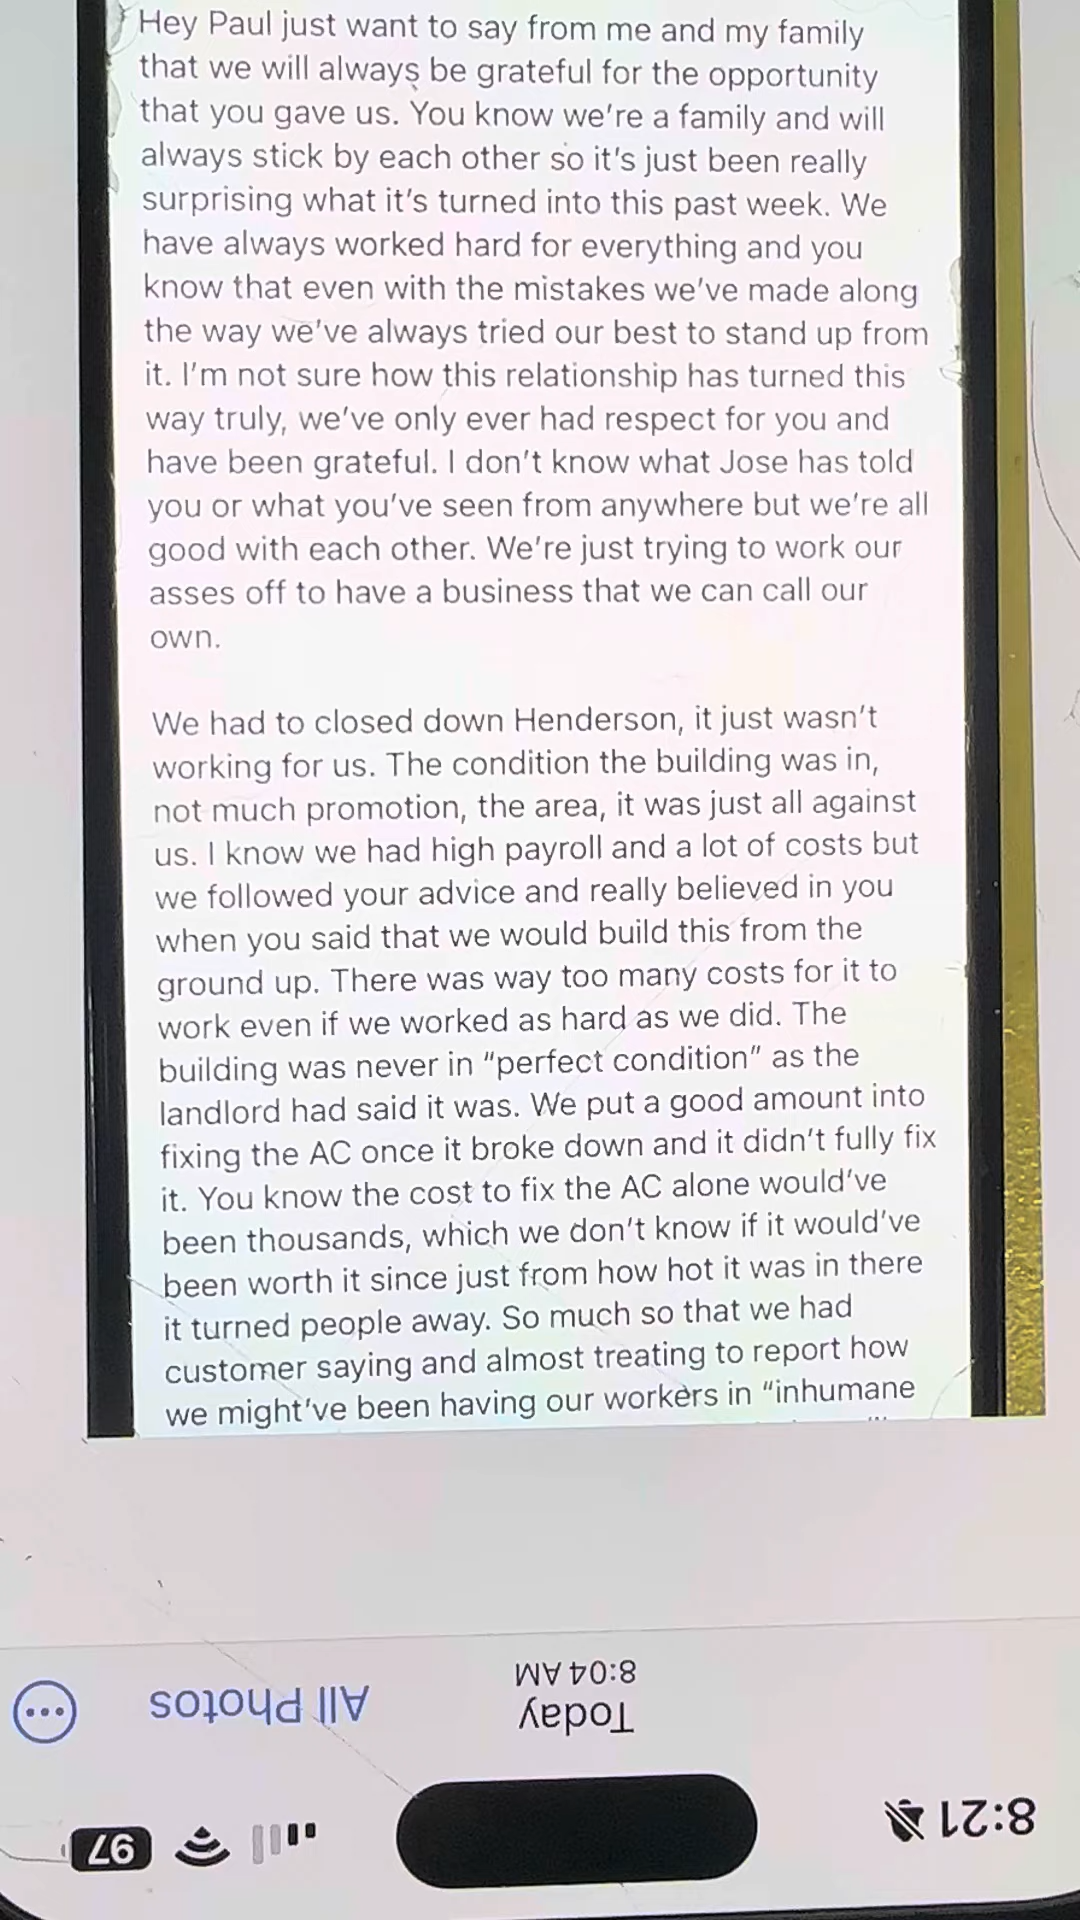 Hey Paul just want to say from me and my family
that we will always be grateful for the opportunity
that you gave us. You know we're a family and will
always stick by each other so it's just been really
surprising what it's turned into this past week. We
have always worked hard for everything and you
know that even with the mistakes we've made along
the way we've always tried our best to stand up from
it. I'm not sure how this relationship has turned this
way truly, we've only ever had respect for you and
have been grateful. I don't know what Jose has told
you or what you've seen from anywhere but we're all
good with each other. We're just trying to work our
asses off to have a business that we can call our
own.
We had to closed down Henderson, it just wasn't
working for us. The condition the building was in,
not much promotion, the area, it was just all against
us. I know we had high payroll and a lot of costs but
we followed your advice and really believed in you
when you said that we would build this from the
ground up. There was way too many costs for it to
work even if we worked as hard as we did. The
building was never in "perfect condition" as the
landlord had said it was. We put a good amount into
fixing the AC once it broke down and it didn't fully fix
it. You know the cost to fix the AC alone would've
been thousands, which we don't know if it would've
been worth it since just from how hot it was in there
it turned people away. So much so that we had
customer saying and almost treating to report how
we might've been having our workers in "inhumane
8:21
97
Today
8:04 AM
All Photos